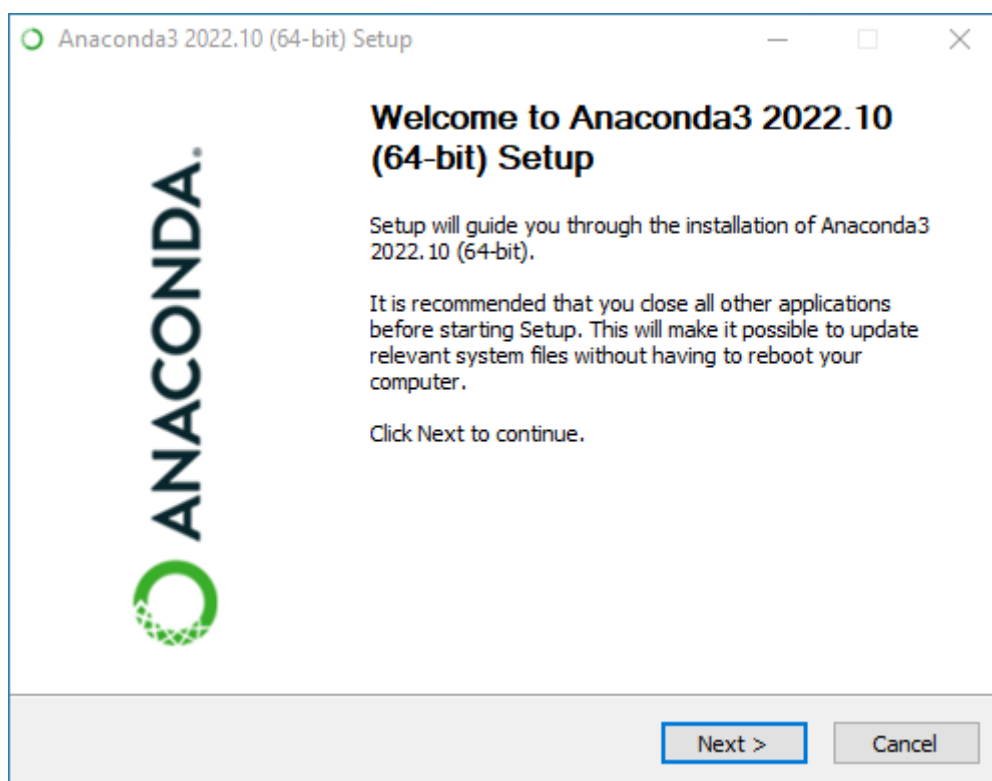 Anaconda3 2022.10 (64-bit) Setup
Welcome to Anaconda3 2022.10
(64-bit) Setup
ANACONDA.
Setup will guide you through the installation of Anaconda3
2022.10 (64-bit).
It is recommended that you close all other applications
before starting Setup. This will make it possible to update
relevant system files without having to reboot your
computer.
Click Next to continue.
Next >
Cancel